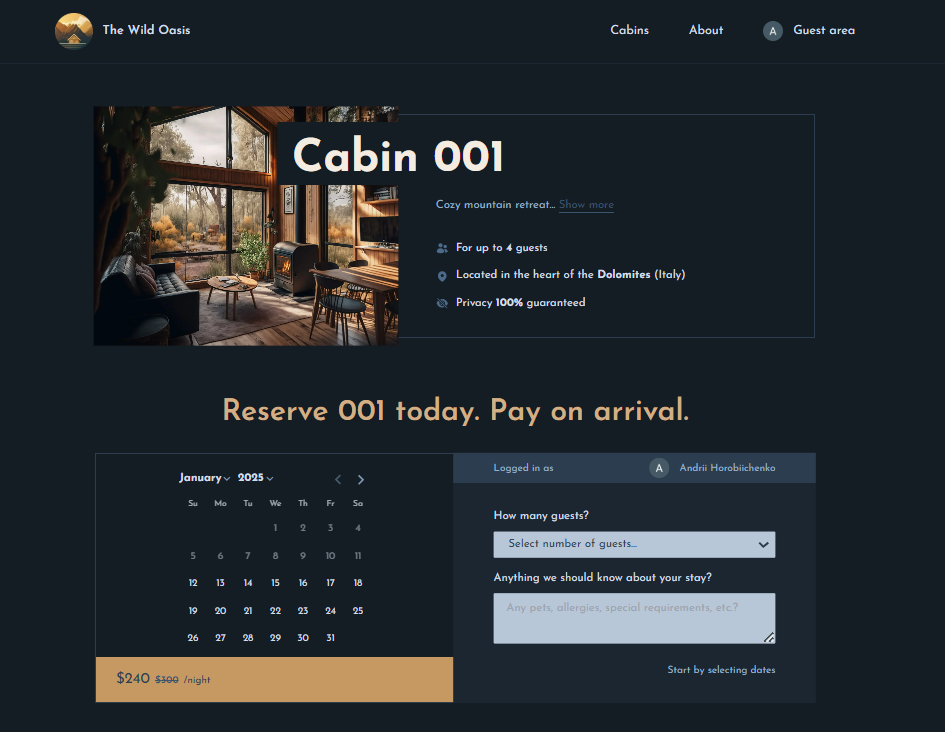 The Wild Oasis
Cabins About A Guest area
Cabin 001
Cozy mountain retreat... Show more
For up to 4 guests
Located in the heart of the Dolomites (Italy)
Privacy 100% guaranteed
Reserve 001 today. Pay on arrival.
January 2025
Su Mo Tu We Th Fr Sa
1 2 3 4
5 6 7 8 9 10 11
12 13 14 15 16 17 18
19 20 21 22 23 24 25
26 27 28 29 30 31
$240 $300 /night
Logged in as A Andrii Horobiichenko
How many guests?
Select number of guests...
Anything we should know about your stay?
Any pets, allergies, special requirements, etc.?
Start by selecting dates